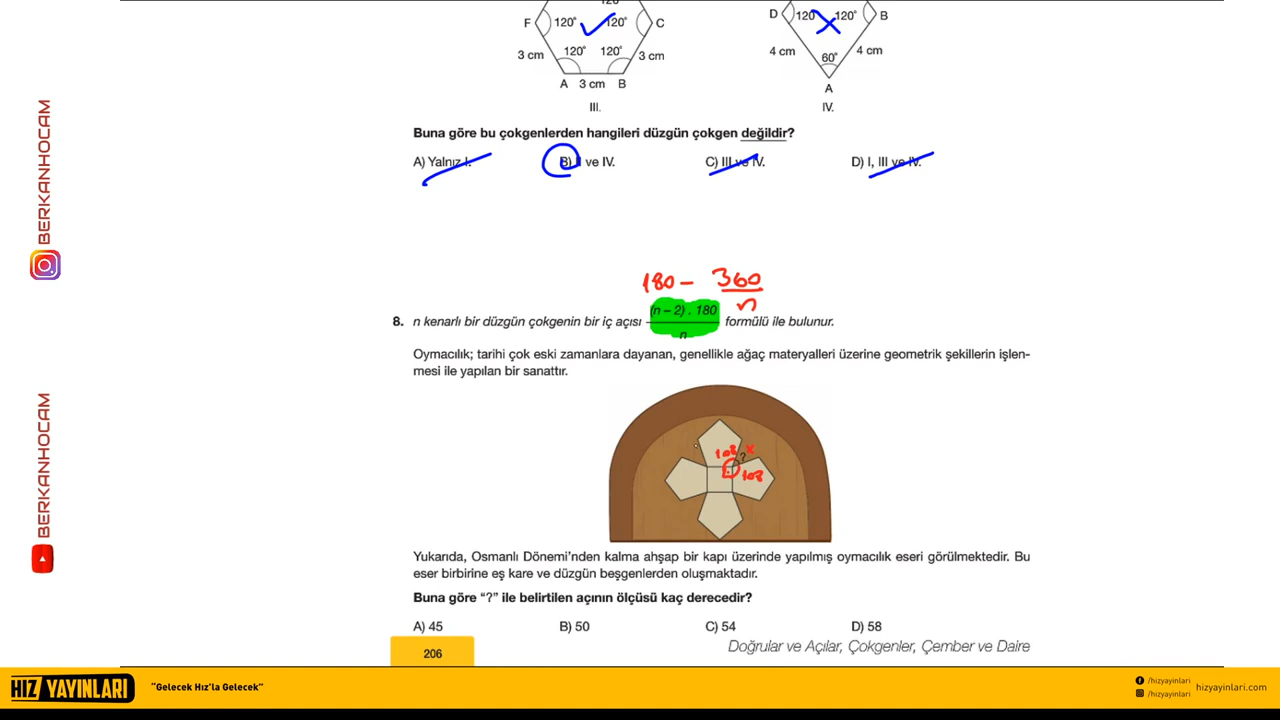 120°
F 120° 120° C
D 120 120° B
3 cm 120° 120° 3 cm
4 cm 60° 4 cm
A 3 cm B
A
III.
IV.
Buna göre bu çokgenlerden hangileri düzgün çokgen değildir?
A) Yalnız I. B) II ve IV. C) III ve IV. D) I, III ve IV.
180 - 360
n
8. n kenarlı bir düzgün çokgenin bir iç açısı (n – 2) . 180 / n formülü ile bulunur.
Oymacılık; tarihi çok eski zamanlara dayanan, genellikle ağaç materyalleri üzerine geometrik şekillerin işlen-
mesi ile yapılan bir sanattır.
108 x
?
108
Yukarıda, Osmanlı Dönemi’nden kalma ahşap bir kapı üzerinde yapılmış oymacılık eseri görülmektedir. Bu
eser birbirine eş kare ve düzgün beşgenlerden oluşmaktadır.
Buna göre “?” ile belirtilen açının ölçüsü kaç derecedir?
A) 45 B) 50 C) 54 D) 58
206
Doğrular ve Açılar, Çokgenler, Çember ve Daire
BERKANHOCAM
BERKANHOCAM
HIZ YAYINLARI
“Gelecek Hız’la Gelecek”
/hizyayinlari
/hizyayinlari
hizyayinlari.com